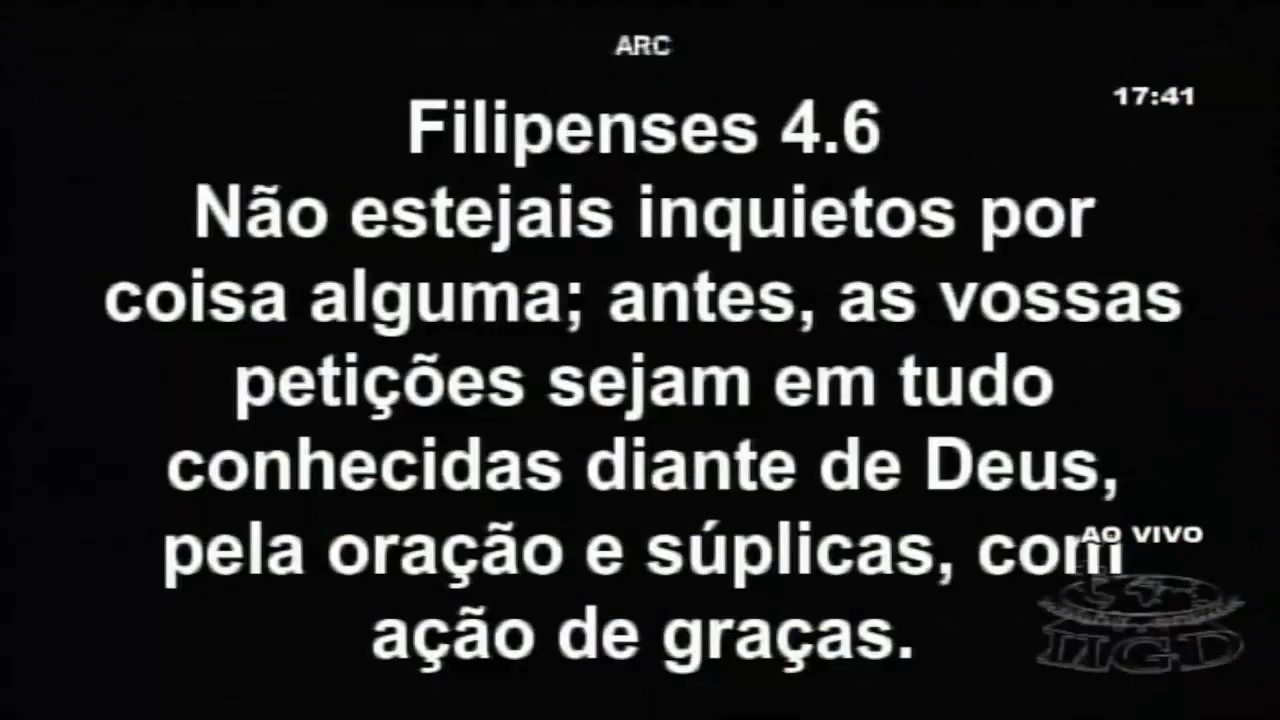 ARC
17:41
Filipenses 4.6
Não estejais inquietos por
coisa alguma; antes, as vossas
petições sejam em tudo
conhecidas diante de Deus,
pela oração e súplicas, com
AO VIVO
ação de graças.
IIGD